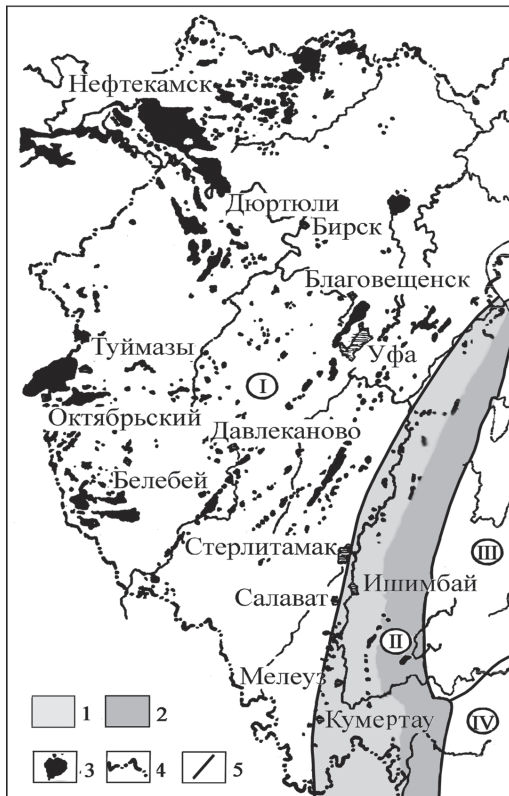 Нефтекамск
Дюртюли
Бирск
Благовещенск
Туймазы
Уфа
I
Октябрьский
Давлеканово
Белебей
Стерлитамак
III
Ишимбай
Салават
II
Мелеуз
1 2
Кумертау
IV
3 4 5